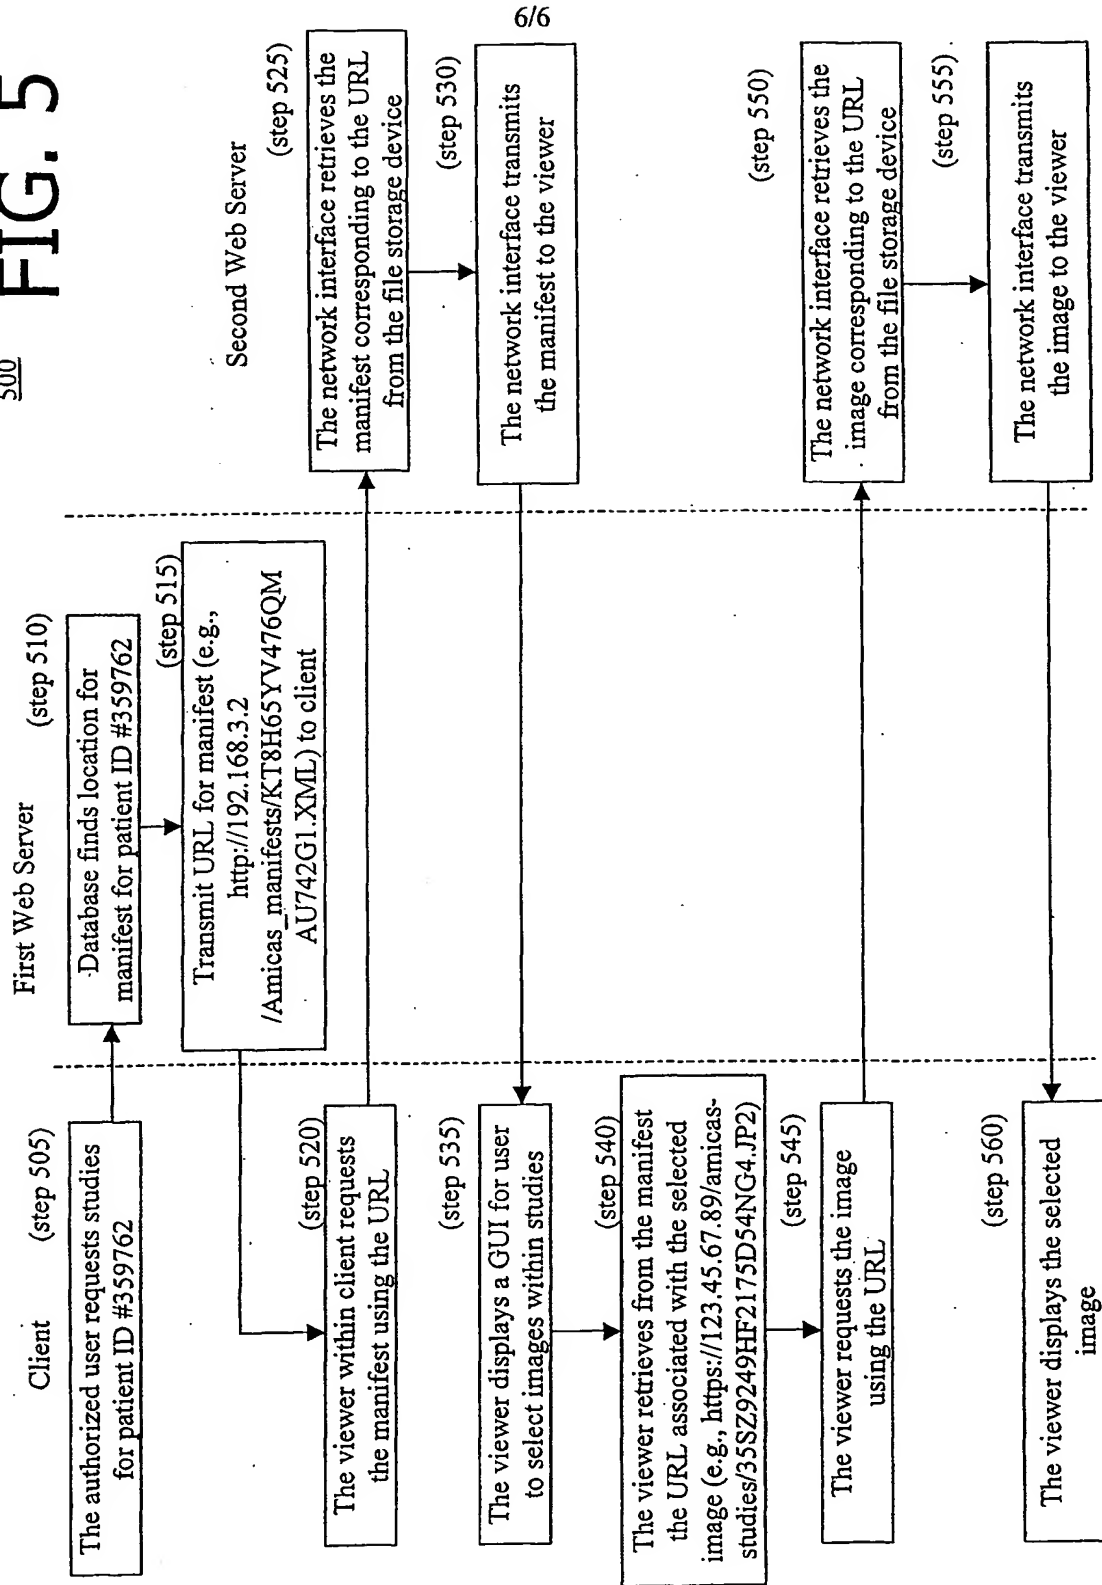 6/6
500
FIG. 5
Client
First Web Server
Second Web Server
(step 505)
The authorized user requests studies
for patient ID #359762
(step 510)
Database finds location for
manifest for patient ID #359762
(step 515)
Transmit URL for manifest (e.g.,
http://192.168.3.2
/Amicas_manifests/KT8H65YV476QM
AU742G1.XML) to client
(step 520)
The viewer within client requests
the manifest using the URL
(step 525)
The network interface retrieves the
manifest corresponding to the URL
from the file storage device
(step 530)
The network interface transmits
the manifest to the viewer
(step 535)
The viewer displays a GUI for user
to select images within studies
(step 540)
The viewer retrieves from the manifest
the URL associated with the selected
image (e.g., https://123.45.67.89/amicas-
studies/35SZ9249HF2175D54NG4.JP2)
(step 545)
The viewer requests the image
using the URL
(step 550)
The network interface retrieves the
image corresponding to the URL
from the file storage device
(step 555)
The network interface transmits
the image to the viewer
(step 560)
The viewer displays the selected
image